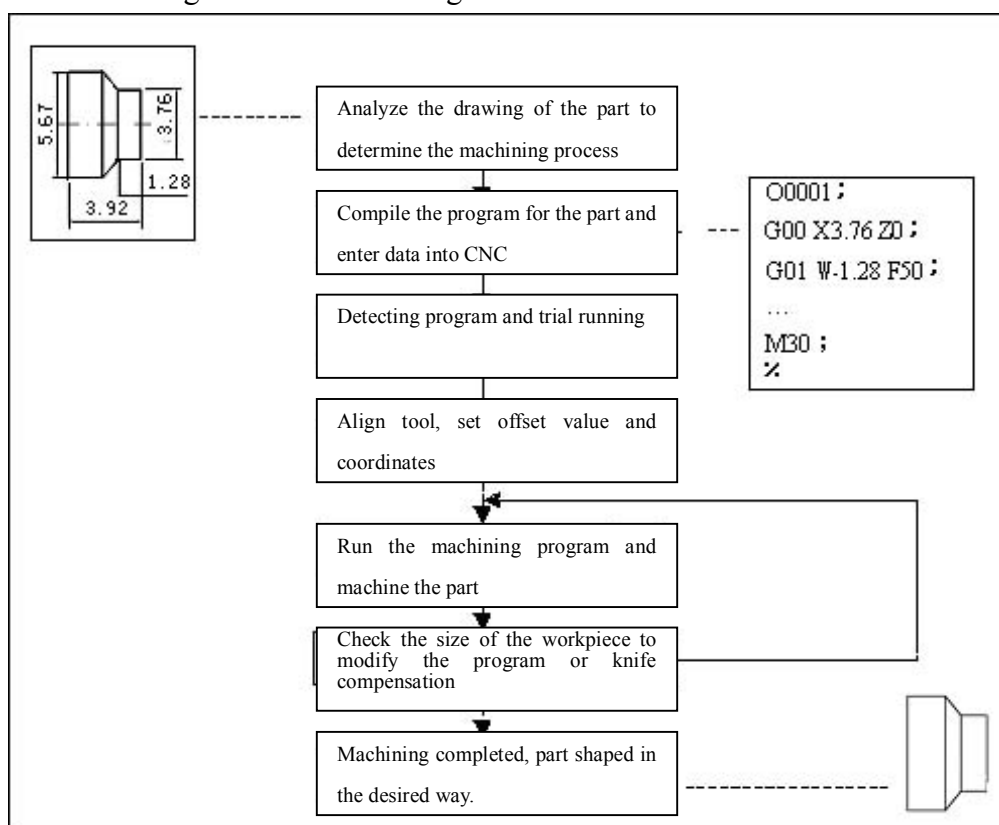 5.67
3.76
1.28
3.92
Analyze the drawing of the part to
determine the machining process
Compile the program for the part and
enter data into CNC
O0001;
G00 X3.76 Z0;
G01 W-1.28 F50;
...
M30;
%
Detecting program and trial running
Align tool, set offset value and
coordinates
Run the machining program and
machine the part
Check the size of the workpiece to
modify the program or knife
compensation
Machining completed, part shaped in
the desired way.